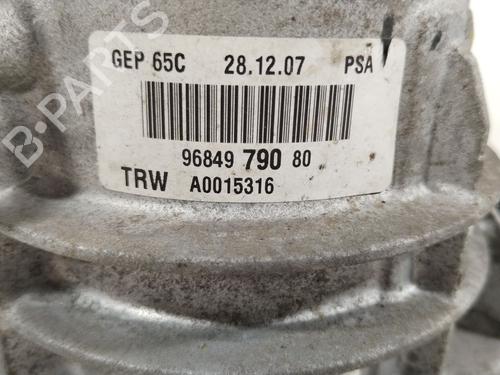 GEP 65C 28.12.07 PSA
96849 790 80
TRW A0015316
B-PARTS